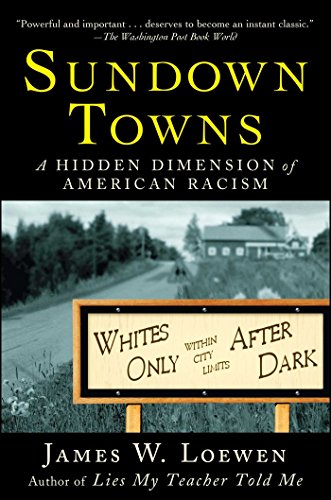 "Powerful and important . . . deserves to become an instant classic."
—The Washington Post Book World
SUNDOWN
TOWNS
A HIDDEN DIMENSION of
AMERICAN RACISM
WHITES ONLY WITHIN CITY LIMITS AFTER DARK
JAMES W. LOEWEN
Author of Lies My Teacher Told Me